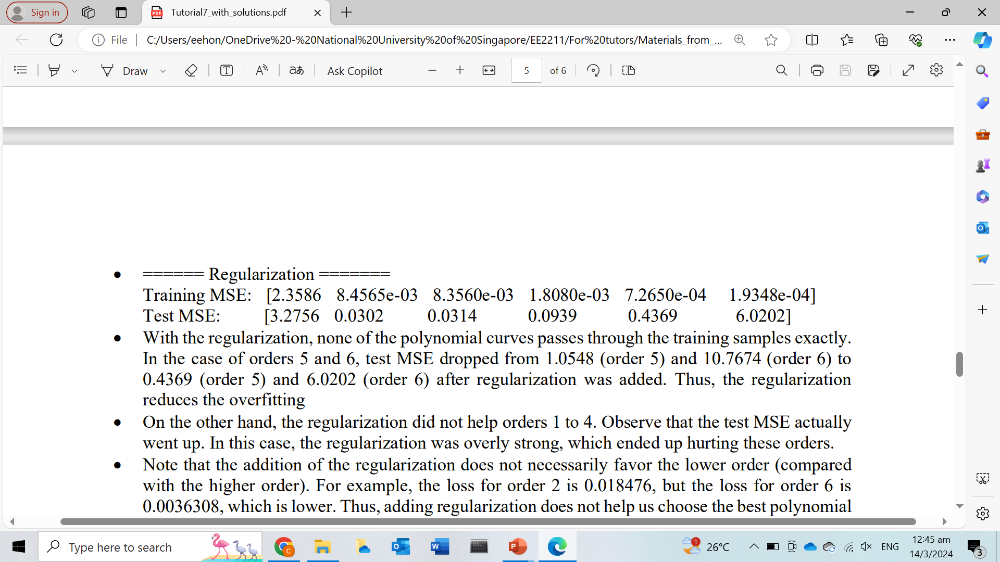 Sign in
Tutorial7_with_solutions.pdf
File
C:/Users/eehon/OneDrive%20-%20National%20University%20of%20Singapore/EE2211/For%20tutors/Materials_from_...
Draw
Ask Copilot
5
of 6
● ====== Regularization =======
Training MSE: [2.3586 8.4565e-03 8.3560e-03 1.8080e-03 7.2650e-04 1.9348e-04]
Test MSE: [3.2756 0.0302 0.0314 0.0939 0.4369 6.0202]
● With the regularization, none of the polynomial curves passes through the training samples exactly.
In the case of orders 5 and 6, test MSE dropped from 1.0548 (order 5) and 10.7674 (order 6) to
0.4369 (order 5) and 6.0202 (order 6) after regularization was added. Thus, the regularization
reduces the overfitting
● On the other hand, the regularization did not help orders 1 to 4. Observe that the test MSE actually
went up. In this case, the regularization was overly strong, which ended up hurting these orders.
● Note that the addition of the regularization does not necessarily favor the lower order (compared
with the higher order). For example, the loss for order 2 is 0.018476, but the loss for order 6 is
0.0036308, which is lower. Thus, adding regularization does not help us choose the best polynomial
Type here to search
1
26°C
ENG
12:45 am
14/3/2024
3